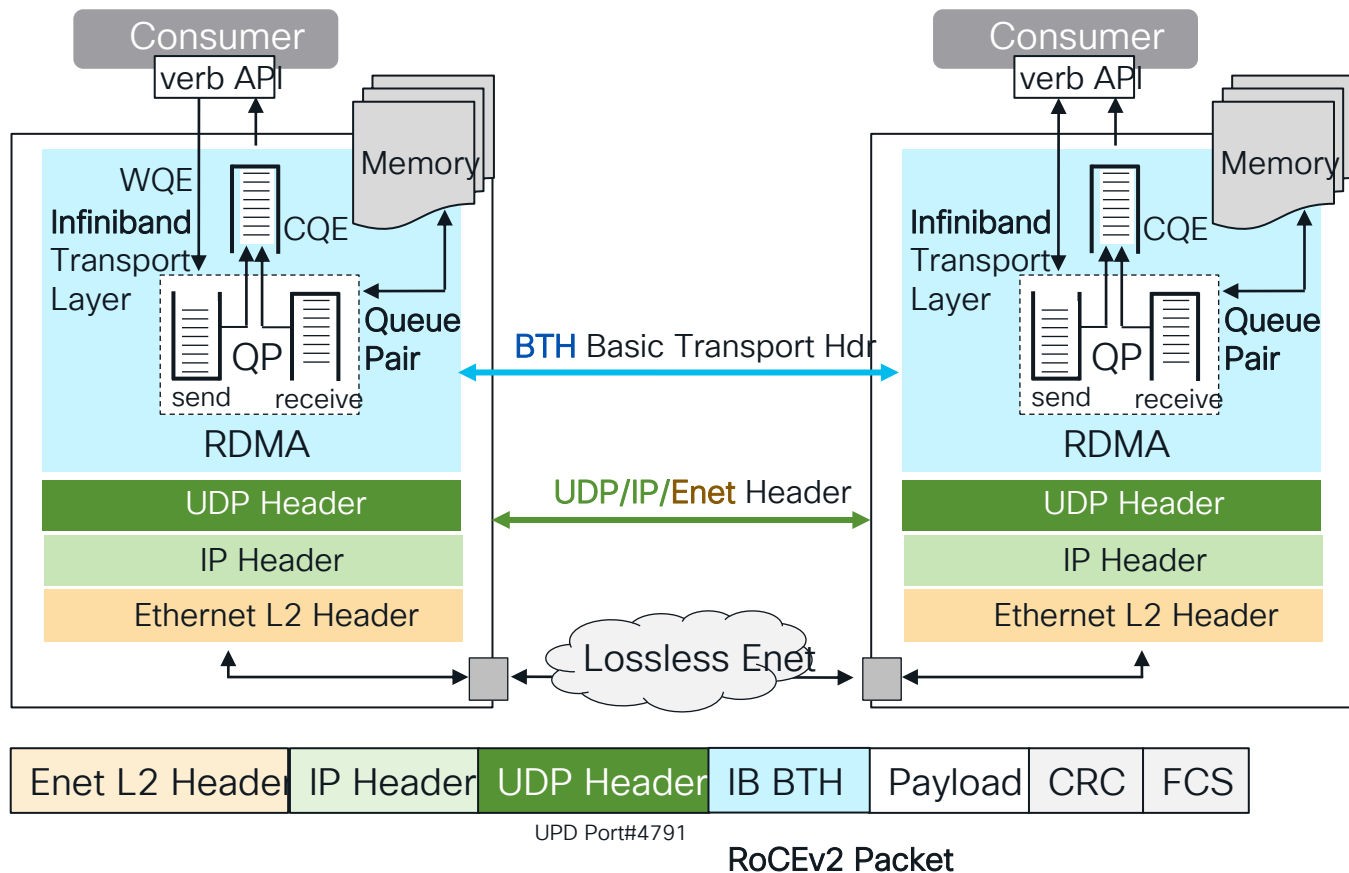 Consumer
verb API
WQE
Infiniband
Transport
Layer
CQE
Memory
Queue
Pair
QP
send
receive
RDMA
UDP Header
IP Header
Ethernet L2 Header
BTH Basic Transport Hdr
UDP/IP/Enet Header
Lossless Enet
Consumer
verb API
Infiniband
Transport
Layer
CQE
Memory
Queue
Pair
QP
send
receive
RDMA
UDP Header
IP Header
Ethernet L2 Header
Enet L2 Header IP Header UDP Header IB BTH Payload CRC FCS
UPD Port#4791
RoCEv2 Packet